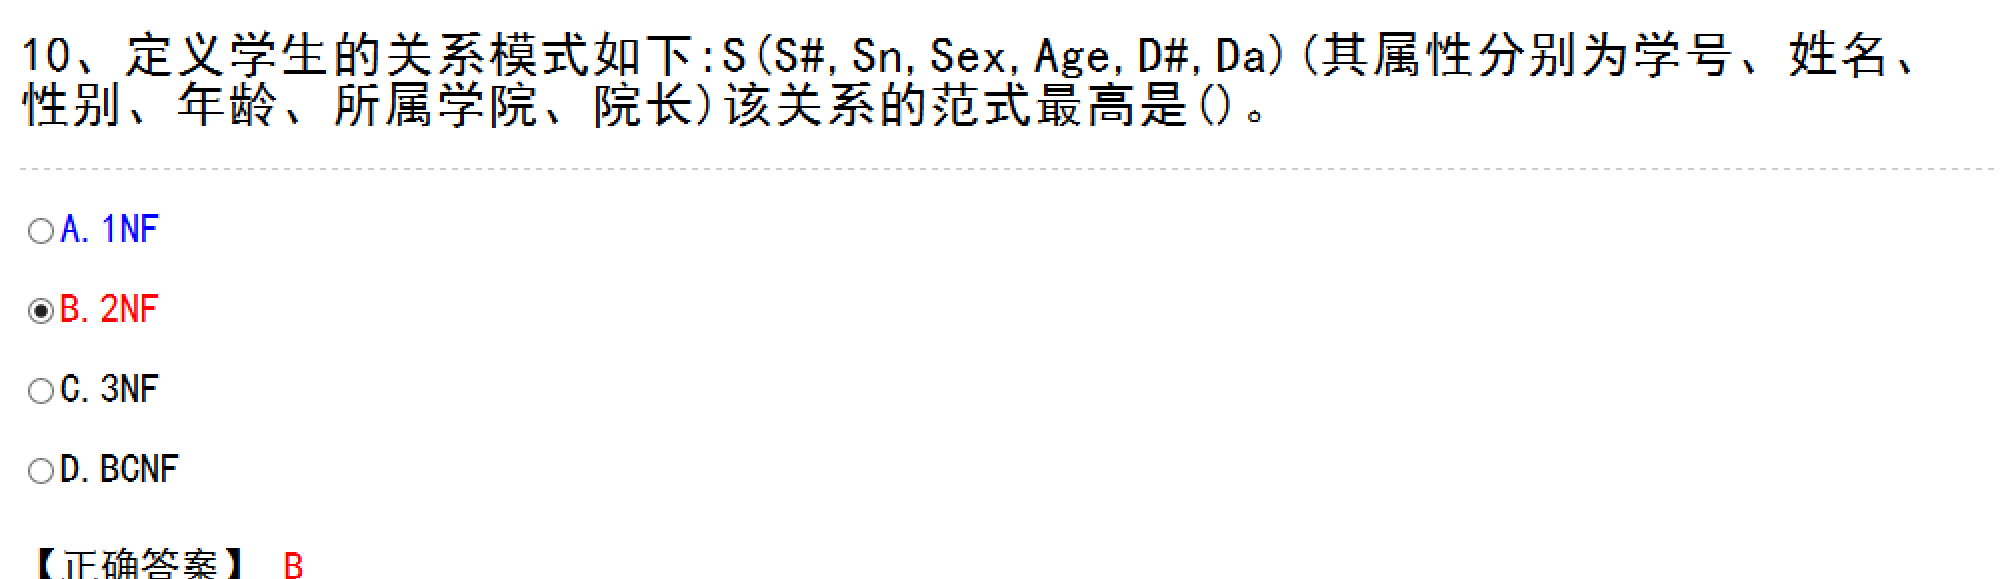 10、定义学生的关系模式如下:S(S#,Sn,Sex,Age,D#,Da)(其属性分别为学号、姓名、
性别、年龄、所属学院、院长)该关系的范式最高是()。
A. 1NF
B. 2NF
C. 3NF
D. BCNF
【正确答案】 B